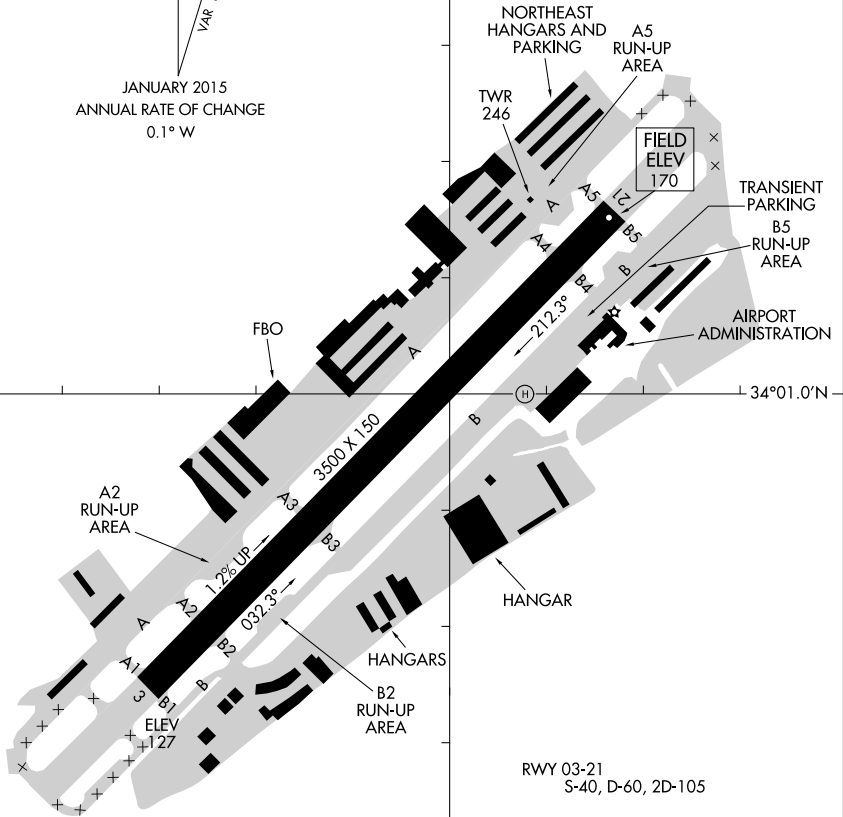 VAR
JANUARY 2015
ANNUAL RATE OF CHANGE
0.1° W
NORTHEAST
HANGARS AND
PARKING
A5
RUN-UP
AREA
TWR
246
FIELD
ELEV
170
TRANSIENT
PARKING
B5
RUN-UP
AREA
AIRPORT
ADMINISTRATION
A5
21
B5
A
A4
B
B4
212.3°
FBO
A
H
34°01.0'N
3500 X 150
B
A2
RUN-UP
AREA
A3
B3
1.2% UP
032.3°
HANGAR
A
A2
B2
HANGARS
A1
B
B2
RUN-UP
AREA
3
B1
ELEV
127
RWY 03-21
S-40, D-60, 2D-105